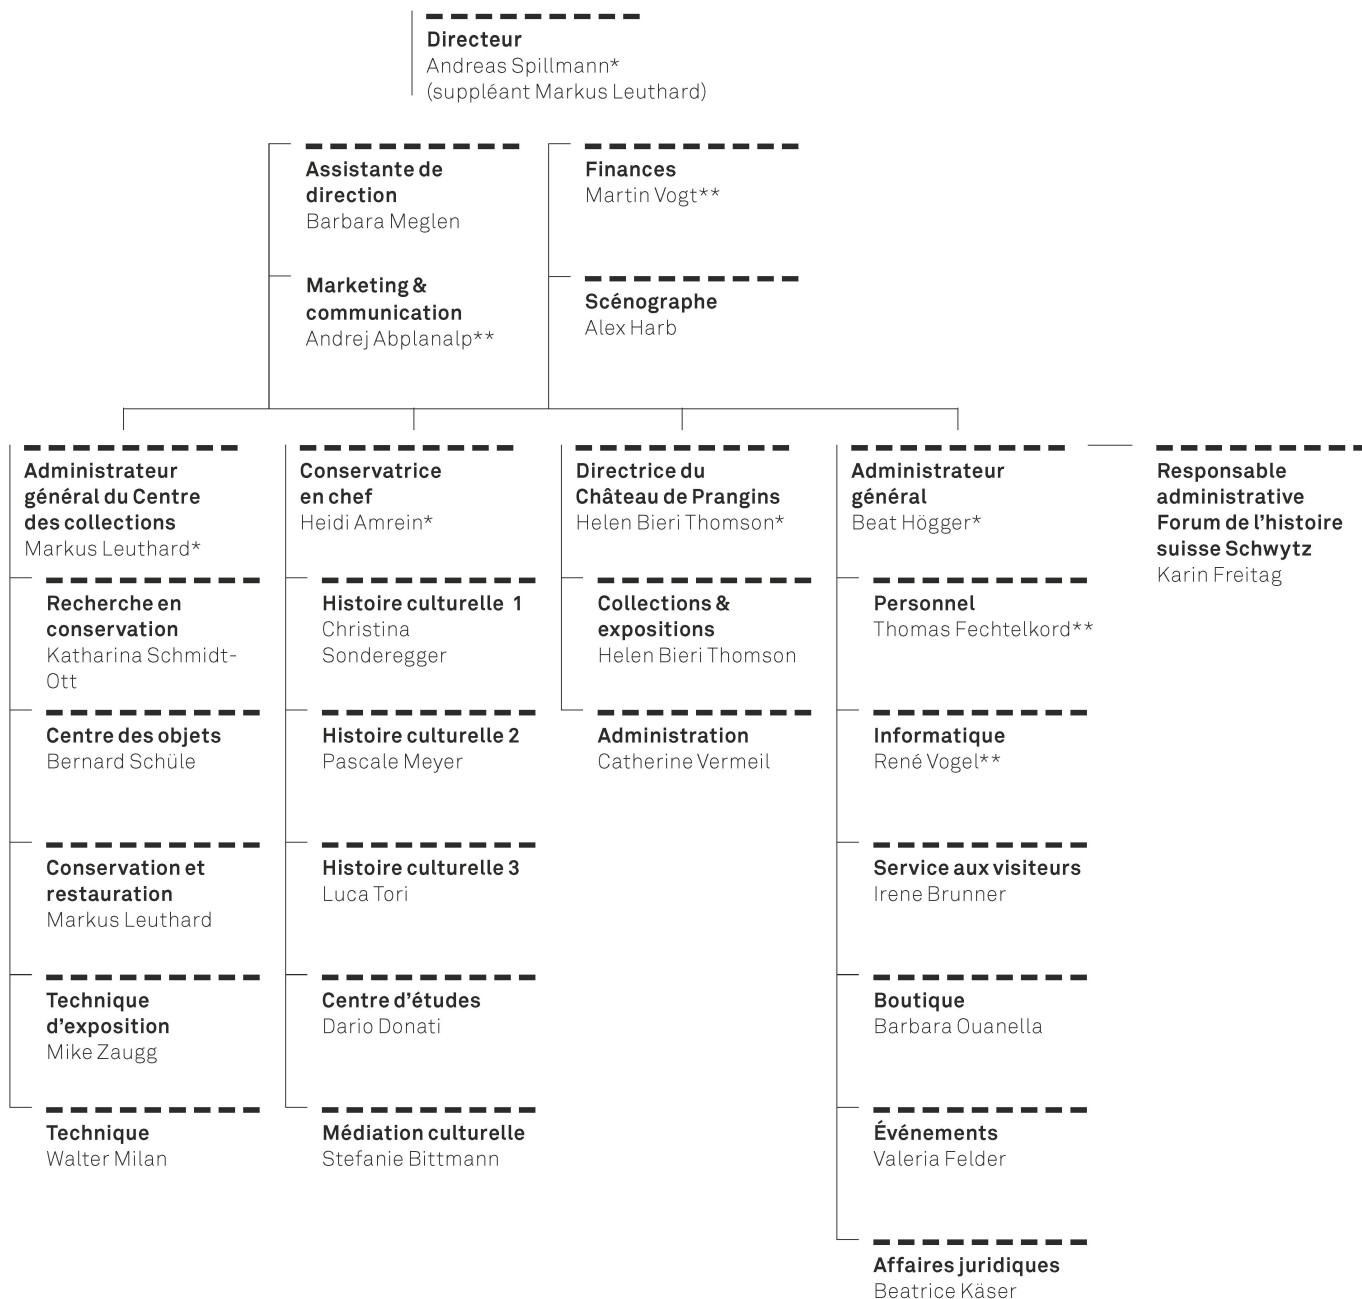 Directeur
Andreas Spillmann*
(suppléant Markus Leuthard)
Assistante de
direction
Barbara Meglen
Marketing &
communication
Andrej Abplanalp**
Finances
Martin Vogt**
Scénographe
Alex Harb
Administrateur
général du Centre
des collections
Markus Leuthard*
Recherche en
conservation
Katharina Schmidt-
Ott
Centre des objets
Bernard Schüle
Conservation et
restauration
Markus Leuthard
Technique
d’exposition
Mike Zaugg
Technique
Walter Milan
Conservatrice
en chef
Heidi Amrein*
Histoire culturelle 1
Christina
Sonderegger
Histoire culturelle 2
Pascale Meyer
Histoire culturelle 3
Luca Tori
Centre d’études
Dario Donati
Médiation culturelle
Stefanie Bittmann
Directrice du
Château de Prangins
Helen Bieri Thomson*
Collections &
expositions
Helen Bieri Thomson
Administration
Catherine Vermeil
Administrateur
général
Beat Högger*
Personnel
Thomas Fechtelkord**
Informatique
René Vogel**
Service aux visiteurs
Irene Brunner
Boutique
Barbara Quanella
Événements
Valeria Felder
Affaires juridiques
Beatrice Käser
Responsable
administrative
Forum de l’histoire
suisse Schwytz
Karin Freitag